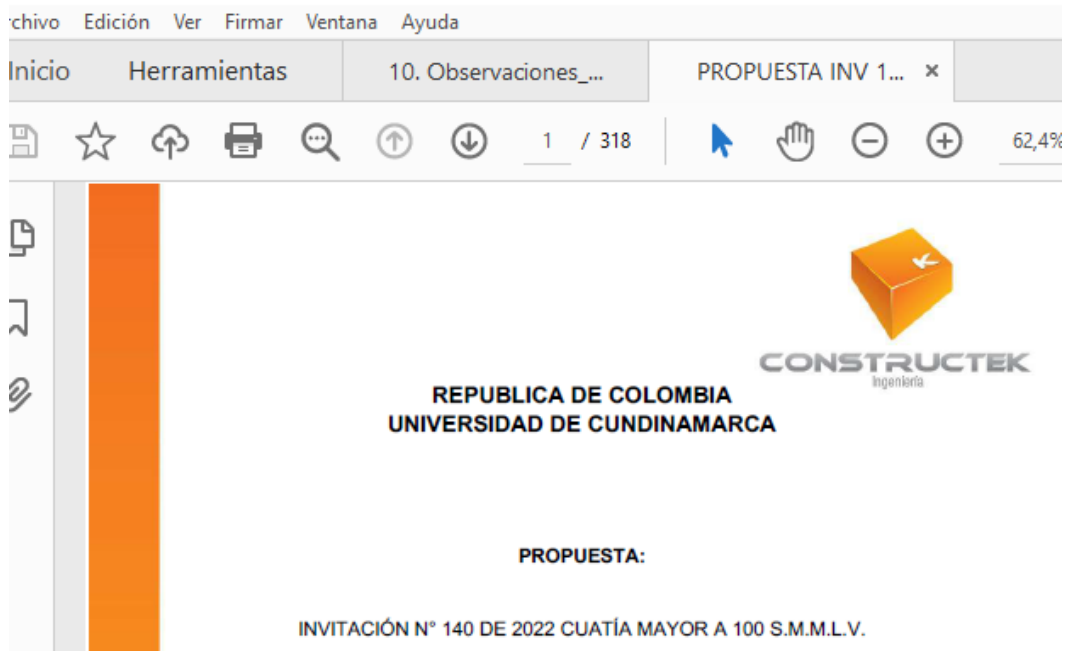 rchivo Edición Ver Firmar Ventana Ayuda
Inicio Herramientas 10. Observaciones_... PROPUESTA INV 1... ×
1 / 318 62,4%
K
CONSTRUCTEK
Ingeniería
REPUBLICA DE COLOMBIA
UNIVERSIDAD DE CUNDINAMARCA
PROPUESTA:
INVITACIÓN N° 140 DE 2022 CUATÍA MAYOR A 100 S.M.M.L.V.